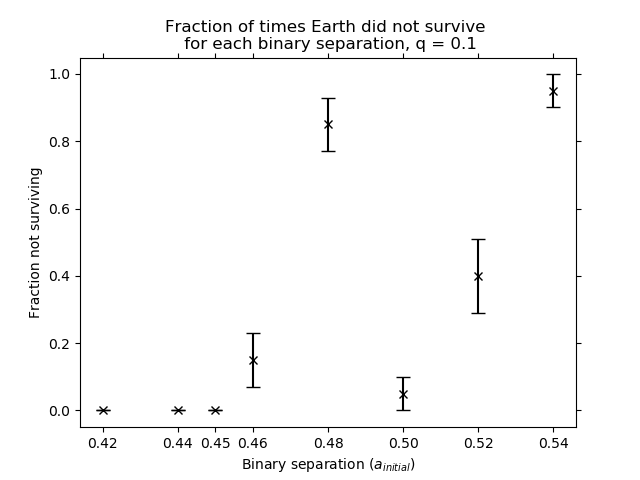 Fraction of times Earth did not survive
for each binary separation, q = 0.1
1.0
0.8
0.6
0.4
0.2
0.0
Fraction not surviving
0.42 0.44 0.45 0.46 0.48 0.50 0.52 0.54
Binary separation (a_{initial})